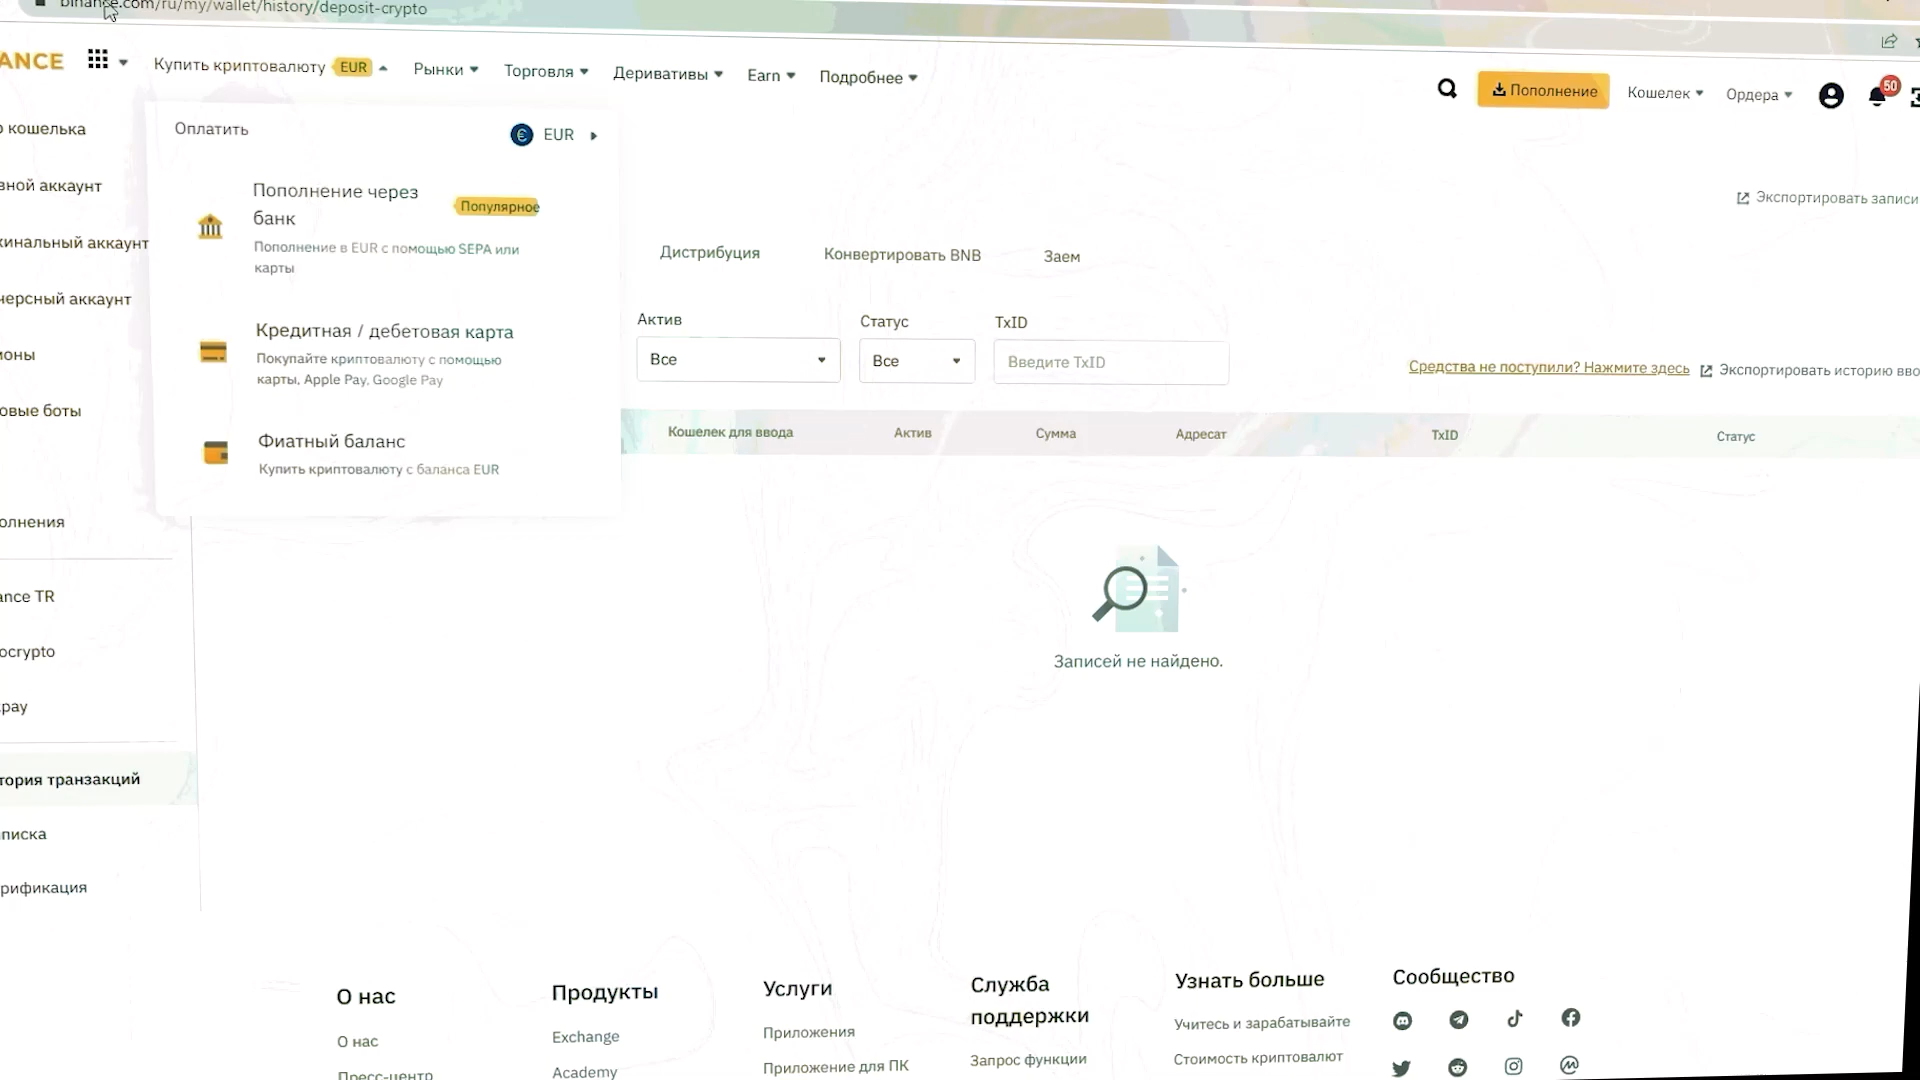 binance.com/ru/my/wallet/history/deposit-crypto
ANCE
Купить криптовалюту EUR
Рынки
Торговля
Деривативы
Earn
Подробнее
Пополнение
Кошелек
Ордера
50
Оплатить
EUR
кошелька
Пополнение через
банк
Популярное
Пополнение в EUR с помощью SEPA или
карты
Кредитная / дебетовая карта
Покупайте криптовалюту с помощью
карты, Apple Pay, Google Pay
Фиатный баланс
Купить криптовалюту с баланса EUR
вной аккаунт
жинальный аккаунт
черсный аккаунт
ионы
овые боты
олнения
ance TR
ocrypto
pay
тория транзакций
писка
рификация
Экспортировать записи
Дистрибуция
Конвертировать BNB
Заем
Актив
Статус
TxID
Все
Все
Введите TxID
Средства не поступили? Нажмите здесь
Экспортировать историю вво
Кошелек для ввода
Актив
Сумма
Адресат
TxID
Статус
Записей не найдено.
О нас
О нас
Пресс-центр
Продукты
Exchange
Academy
Услуги
Приложения
Приложение для ПК
Служба
поддержки
Запрос функции
Узнать больше
Учитесь и зарабатывайте
Стоимость криптовалют
Сообщество